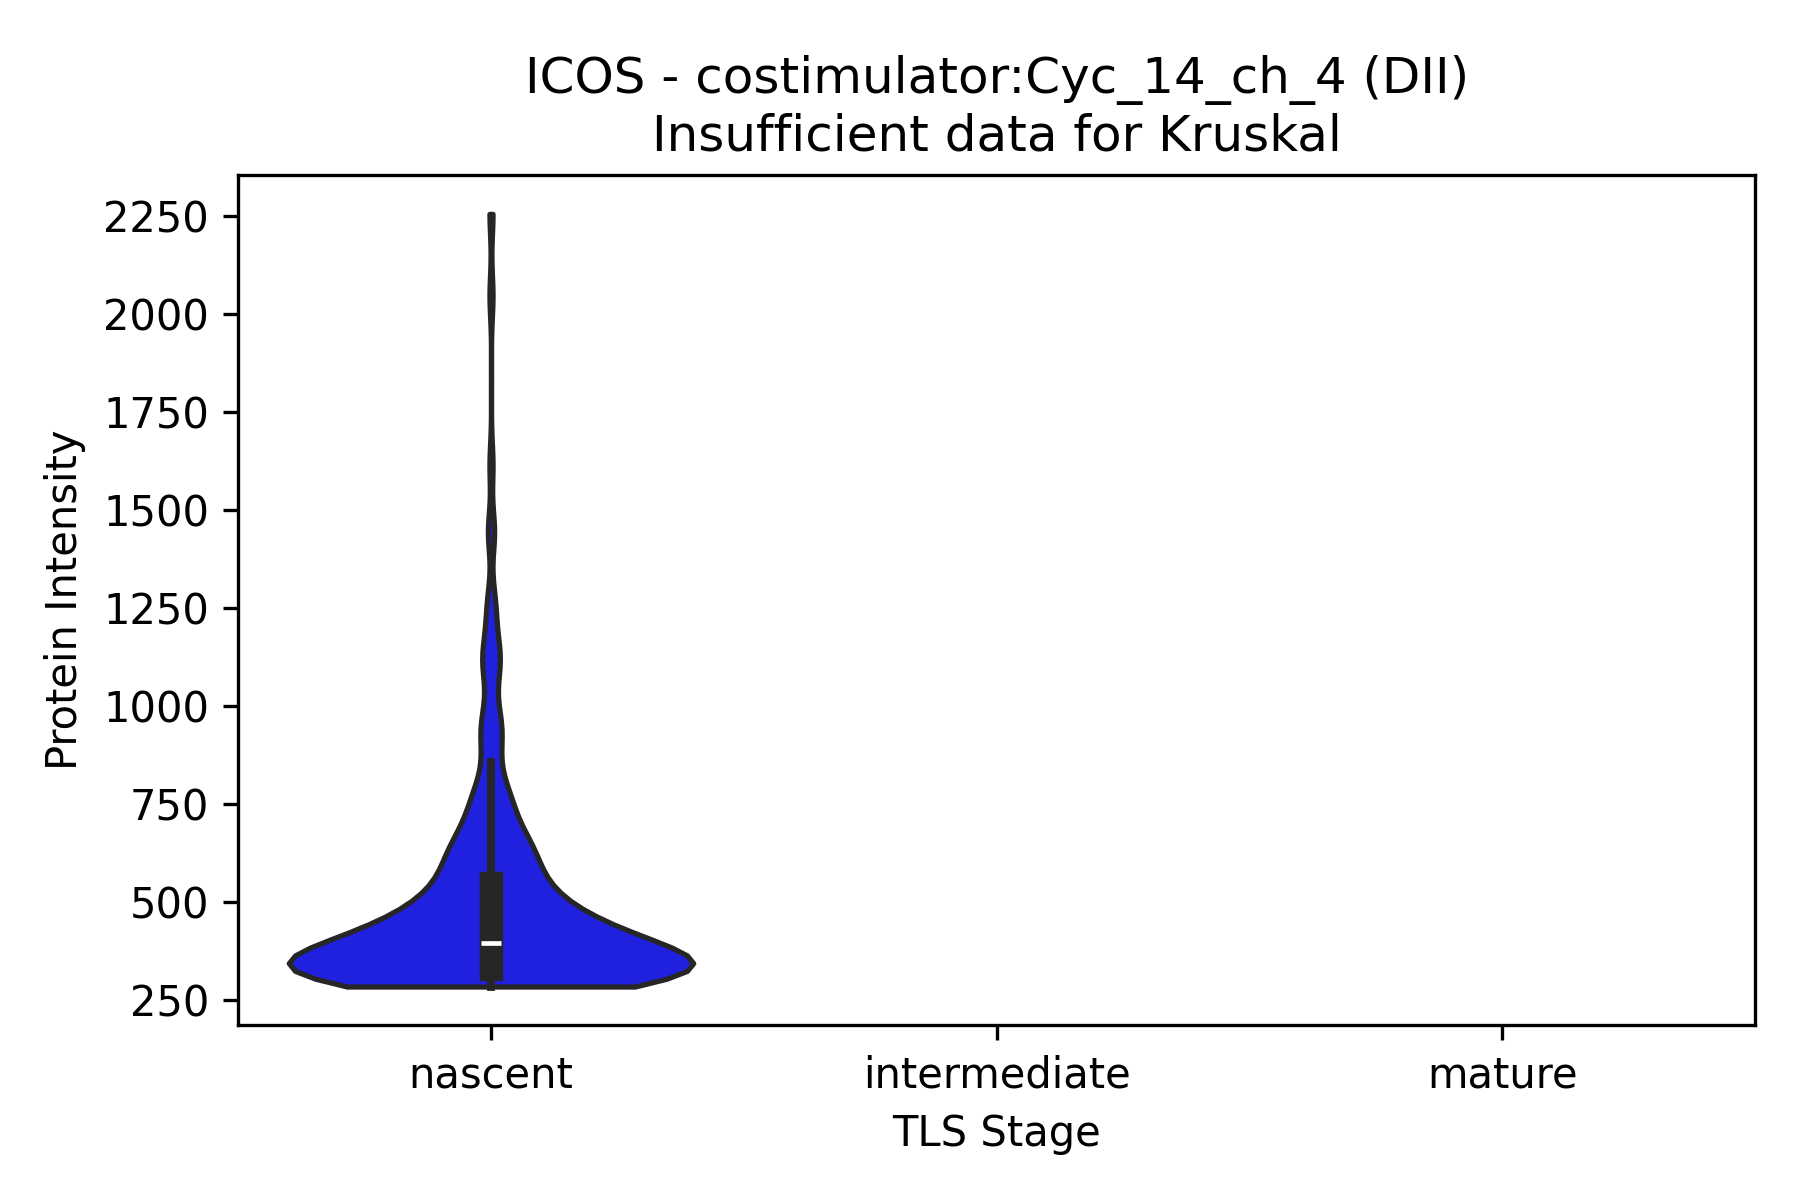 ICOS - costimulator:Cyc_14_ch_4 (DII)
Insufficient data for Kruskal
Protein Intensity
2250
2000
1750
1500
1250
1000
750
500
250
nascent intermediate mature
TLS Stage